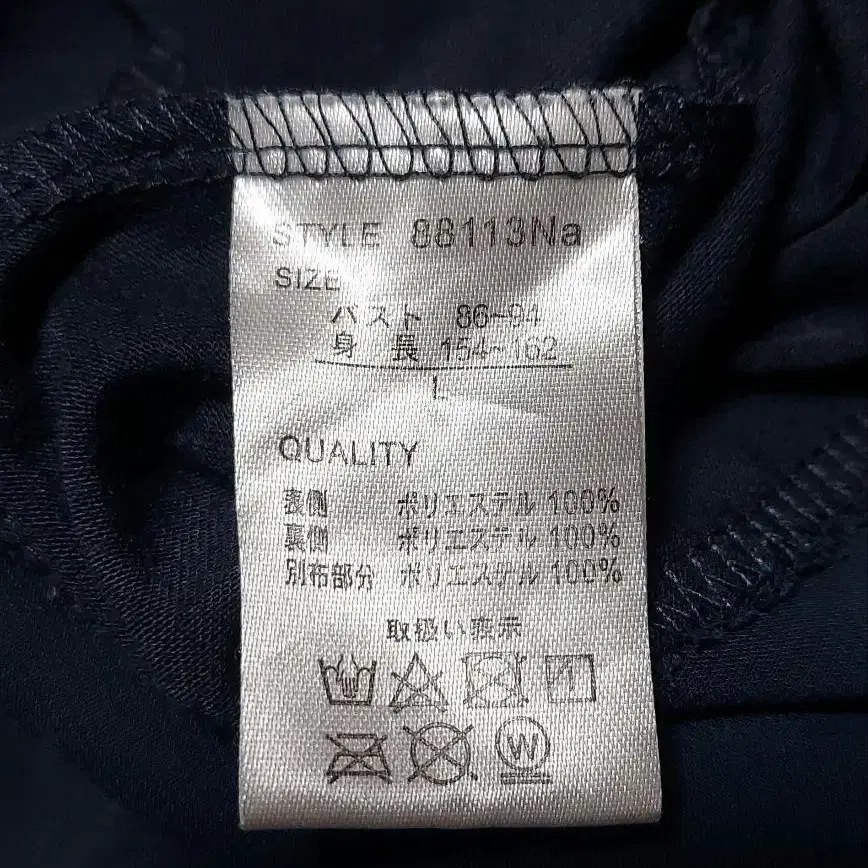 STYLE 88113Na
SIZE
バスト 86~94
身 長 154~162
L
QUALITY
表側 ポリエステル 100%
裏側 ポリエステル 100%
別布部分 ポリエステル 100%
取扱い表示
W